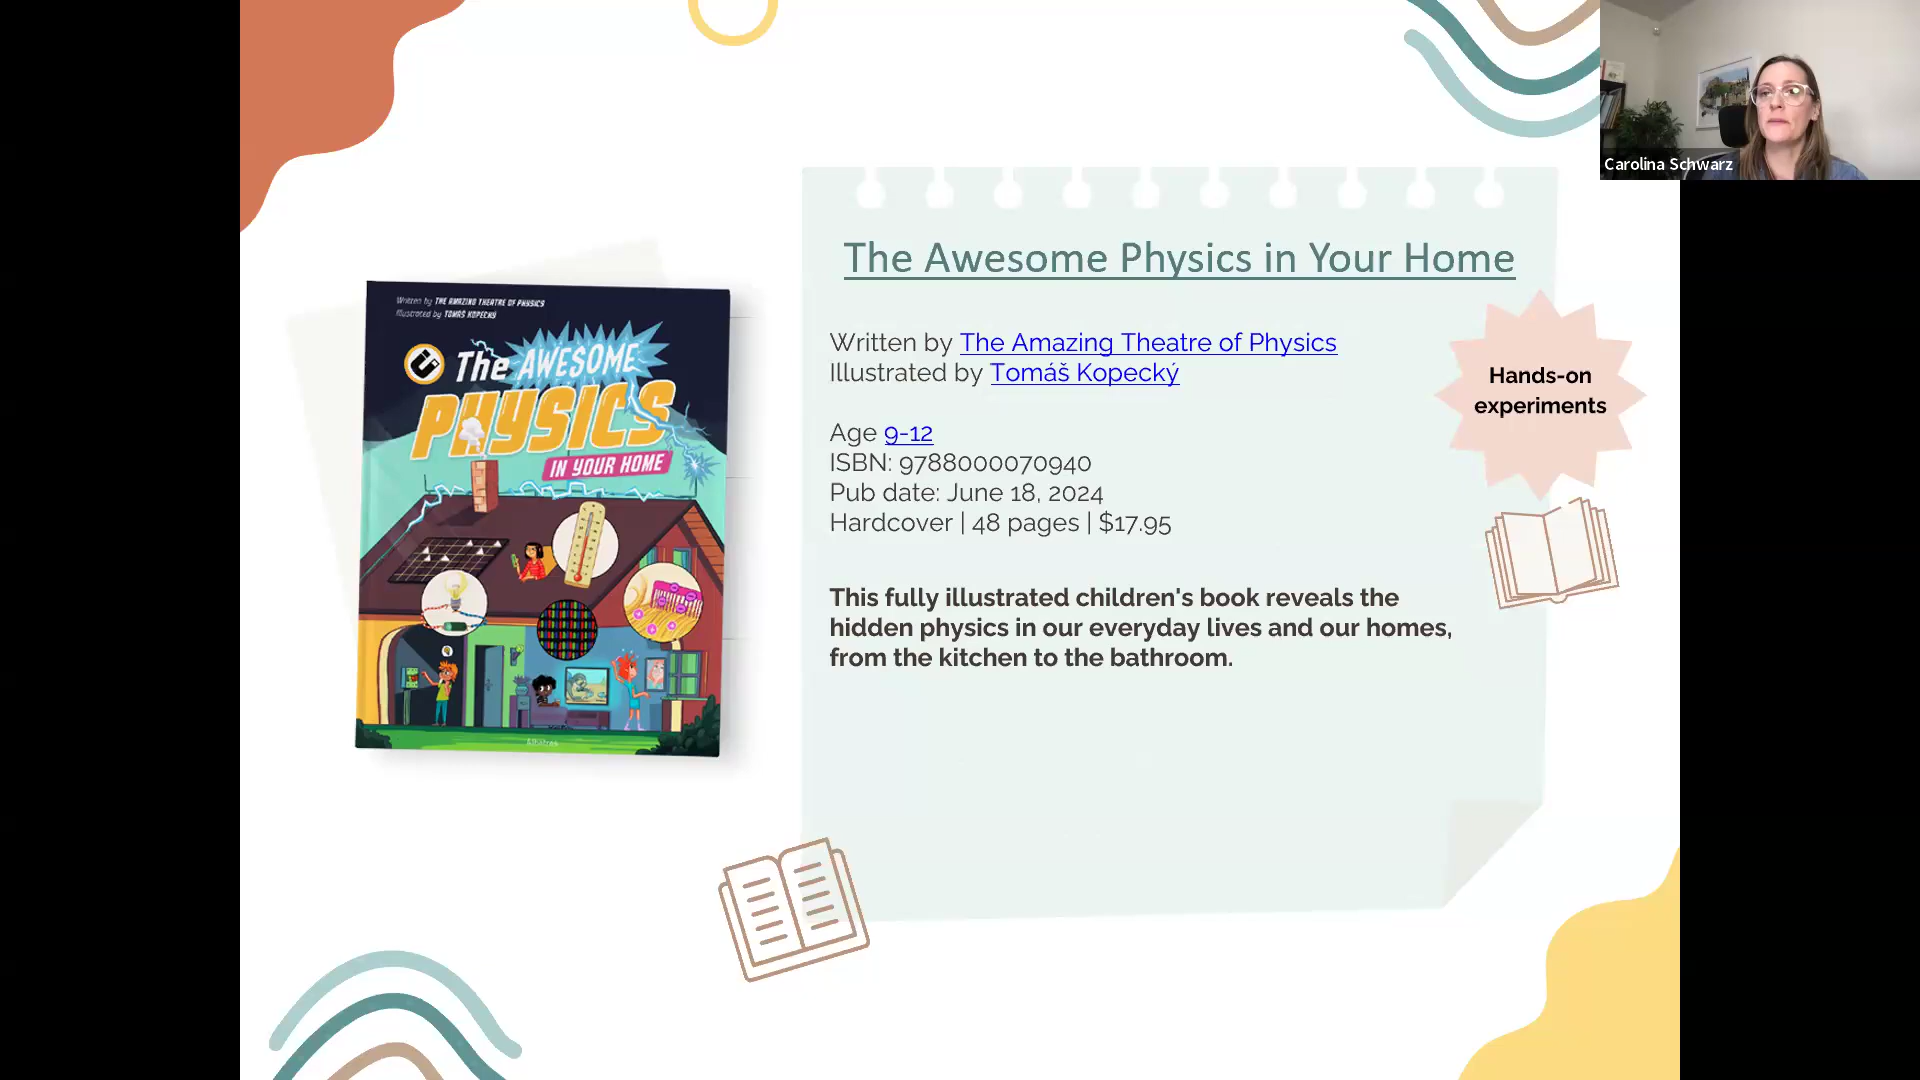 Carolina Schwarz
The Awesome Physics in Your Home
Written by The Amazing Theatre of Physics
Illustrated by Tomáš Kopecký
Age 9-12
ISBN: 9788000070940
Pub date: June 18, 2024
Hardcover | 48 pages | $17.95
This fully illustrated children's book reveals the
hidden physics in our everyday lives and our homes,
from the kitchen to the bathroom.
Hands-on
experiments
Written by THE AMAZING THEATRE OF PHYSICS
Illustrated by TOMÁŠ KOPECKÝ
The AWESOME
PHYSICS
IN YOUR HOME
Albatros